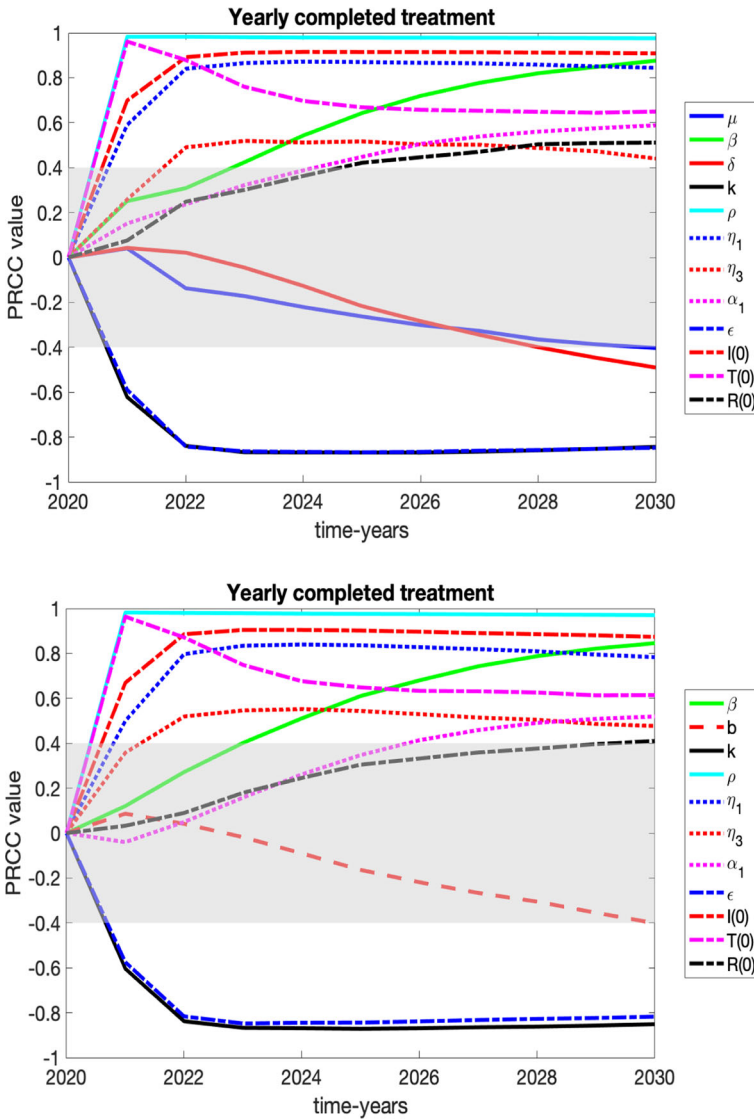 Yearly completed treatment
PRCC value
1
0.8
0.6
0.4
0.2
0
-0.2
-0.4
-0.6
-0.8
-1
2020 2022 2024 2026 2028 2030
time-years
μ
β
δ
k
ρ
η1
η3
α1
ϵ
I(0)
T(0)
R(0)
Yearly completed treatment
PRCC value
1
0.8
0.6
0.4
0.2
0
-0.2
-0.4
-0.6
-0.8
-1
2020 2022 2024 2026 2028 2030
time-years
β
b
k
ρ
η1
η3
α1
ϵ
I(0)
T(0)
R(0)